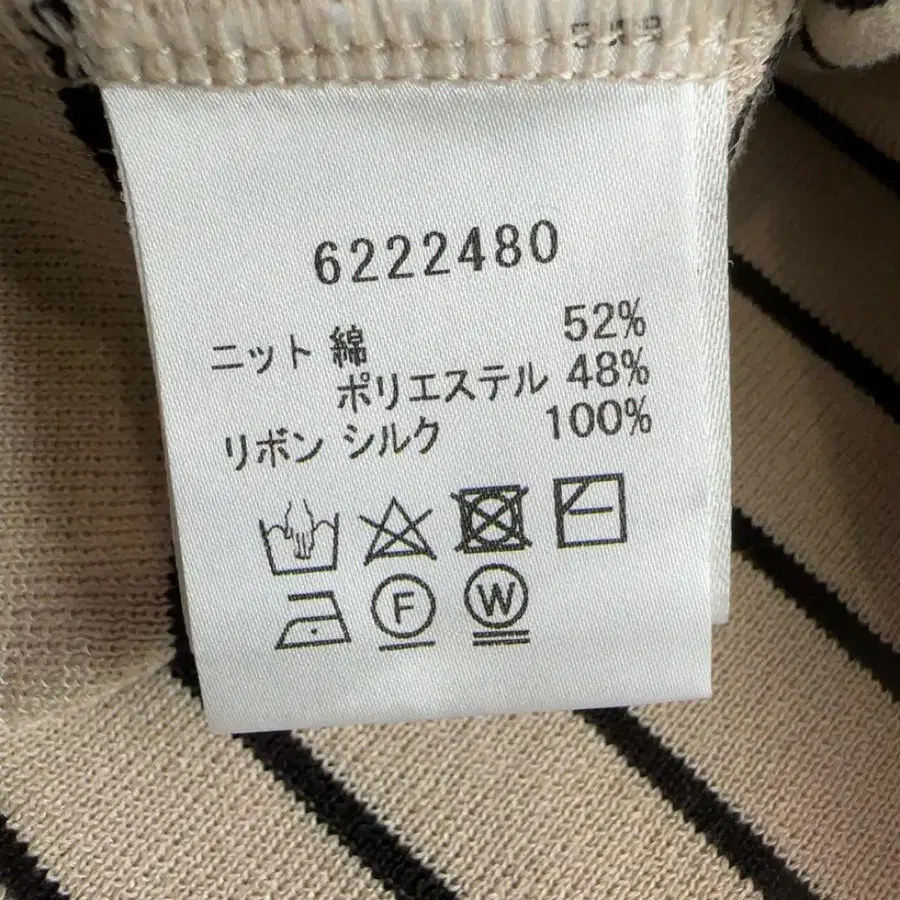 6222480
ニット 綿 52%
ポリエステル 48%
リボン シルク 100%
F W